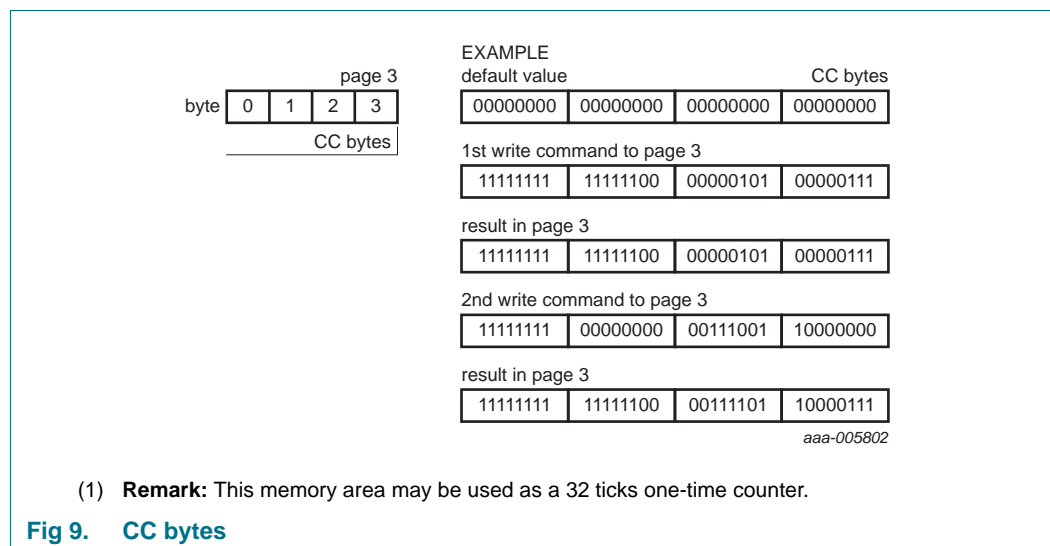 page 3
byte 0 1 2 3
CC bytes
EXAMPLE
default value CC bytes
00000000 00000000 00000000 00000000
1st write command to page 3
11111111 11111100 00000101 00000111
result in page 3
11111111 11111100 00000101 00000111
2nd write command to page 3
11111111 00000000 00111001 10000000
result in page 3
11111111 11111100 00111101 10000111
aaa-005802
(1) Remark: This memory area may be used as a 32 ticks one-time counter.
Fig 9. CC bytes